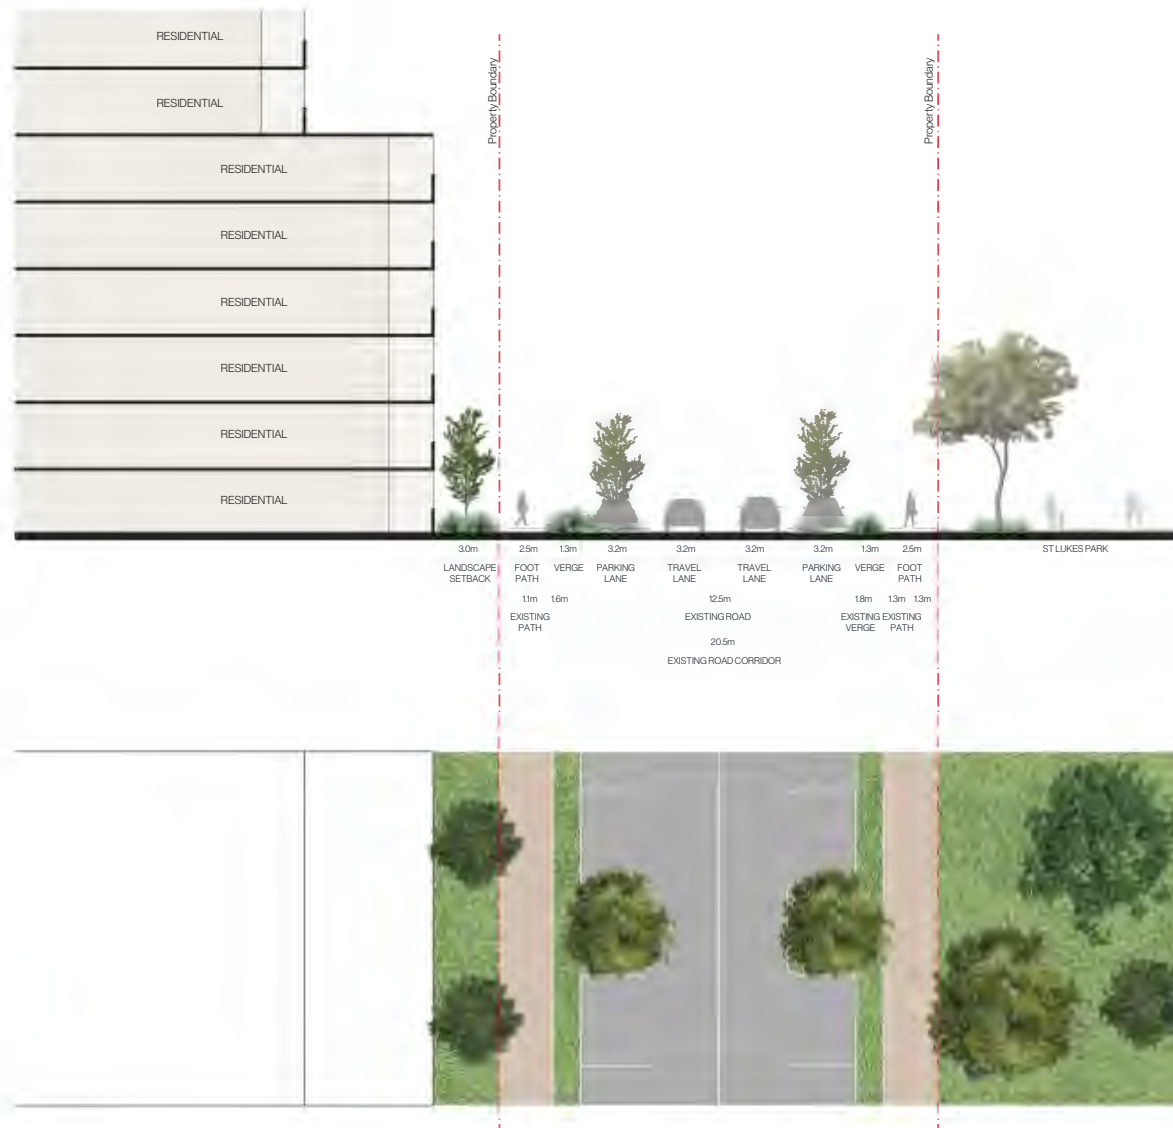 RESIDENTIAL
RESIDENTIAL
RESIDENTIAL
RESIDENTIAL
RESIDENTIAL
RESIDENTIAL
RESIDENTIAL
RESIDENTIAL
Property Boundary
Property Boundary
3.0m 2.5m 1.3m 3.2m 3.2m 3.2m 3.2m 1.3m 2.5m ST LUKES PARK
LANDSCAPE FOOT VERGE PARKING TRAVEL TRAVEL PARKING VERGE FOOT
SETBACK PATH LANE LANE LANE LANE PATH
1.1m 1.6m 12.5m 1.8m 1.3m 1.3m
EXISTING EXISTING ROAD EXISTING EXISTING
PATH VERGE PATH
20.5m
EXISTING ROAD CORRIDOR